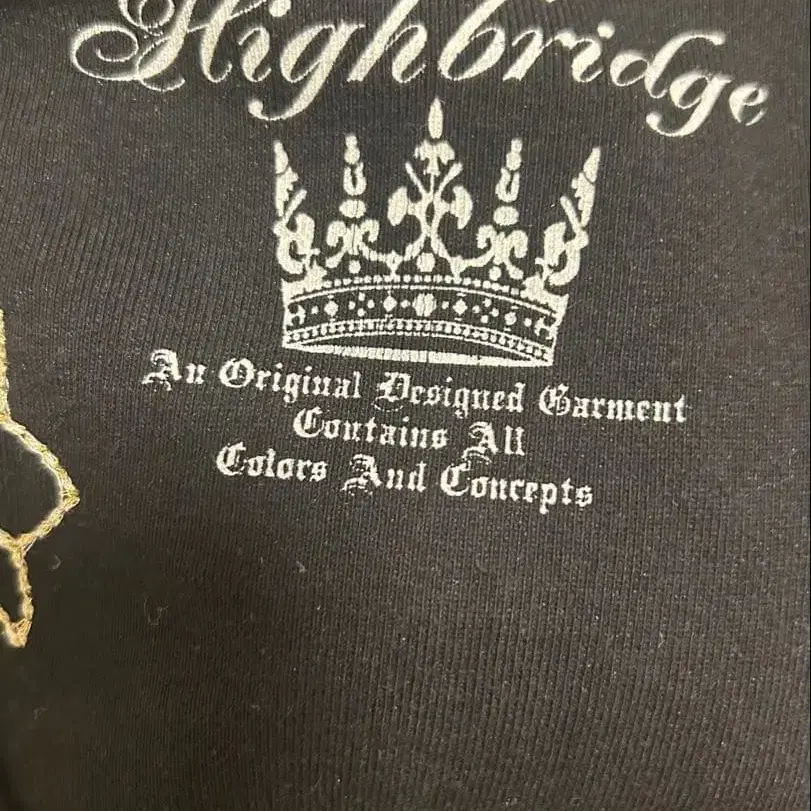 Highbridge
An Original Designed Garment
Contains All
Colors And Concepts